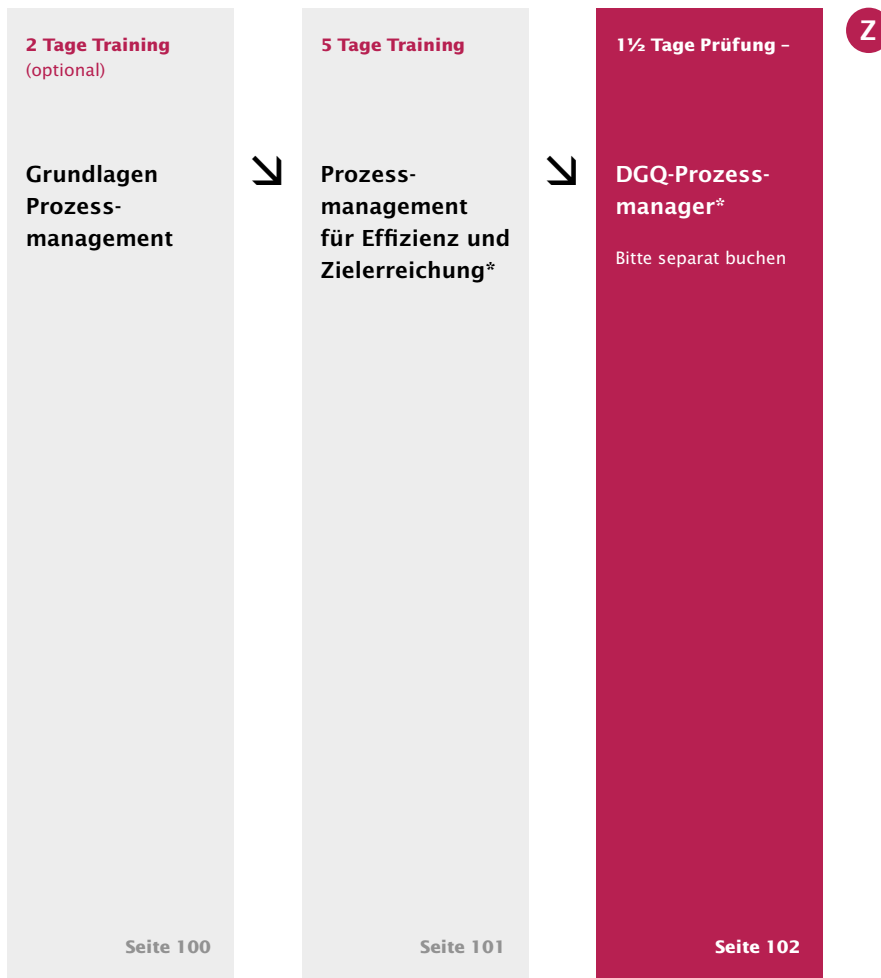 2 Tage Training
(optional)
Grundlagen
Prozess-
management
Seite 100
5 Tage Training
Prozess-
management
für Effizienz und
Zielerreichung*
Seite 101
1½ Tage Prüfung –
DGQ-Prozess-
manager*
Bitte separat buchen
Seite 102
Z